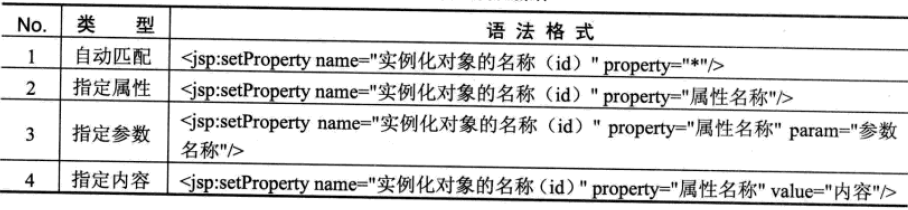 No. 类 型 语 法 格 式
1 自动匹配 <jsp:setProperty name="实例化对象的名称（id）" property="*"/>
2 指定属性 <jsp:setProperty name="实例化对象的名称（id）" property="属性名称"/>
3 指定参数 <jsp:setProperty name="实例化对象的名称（id）" property="属性名称" param="参数
名称"/>
4 指定内容 <jsp:setProperty name="实例化对象的名称（id）" property="属性名称" value="内容"/>